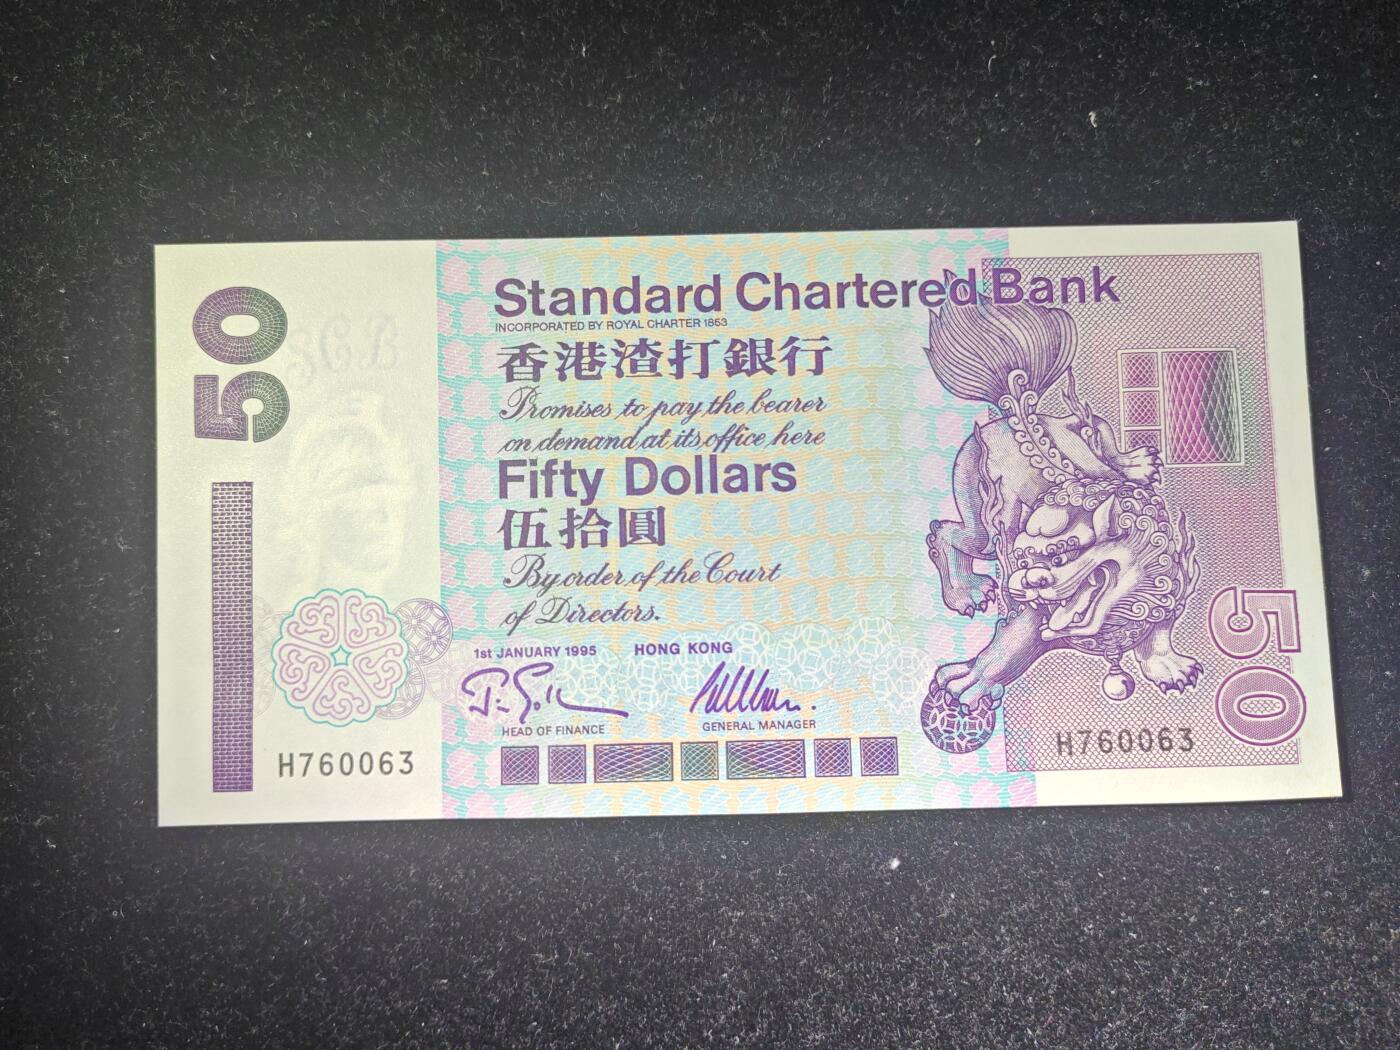 50
SCB
Standard Chartered Bank
INCORPORATED BY ROYAL CHARTER 1853
香港渣打銀行
Promises to pay the bearer
on demand at its office here
Fifty Dollars
伍拾圓
By order of the Court
of Directors.
1st JANUARY 1995 HONG KONG
HEAD OF FINANCE GENERAL MANAGER
H760063
H760063
50